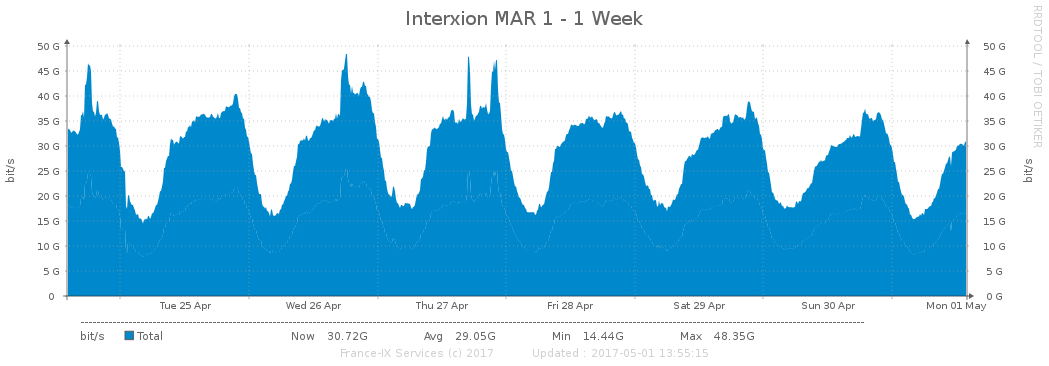 Interxion MAR 1 - 1 Week
RRDTOOL / TOBI OETIKER
50 G 50 G
45 G 45 G
40 G 40 G
35 G 35 G
30 G 30 G
25 G 25 G
20 G 20 G
15 G 15 G
10 G 10 G
5 G 5 G
0 0 G
bit/s
bit/s
Tue 25 Apr Wed 26 Apr Thu 27 Apr Fri 28 Apr Sat 29 Apr Sun 30 Apr Mon 01 May
bit/s Total Now 30.72G Avg 29.05G Min 14.44G Max 48.35G
France-IX Services (c) 2017 Updated : 2017-05-01 13:55:15